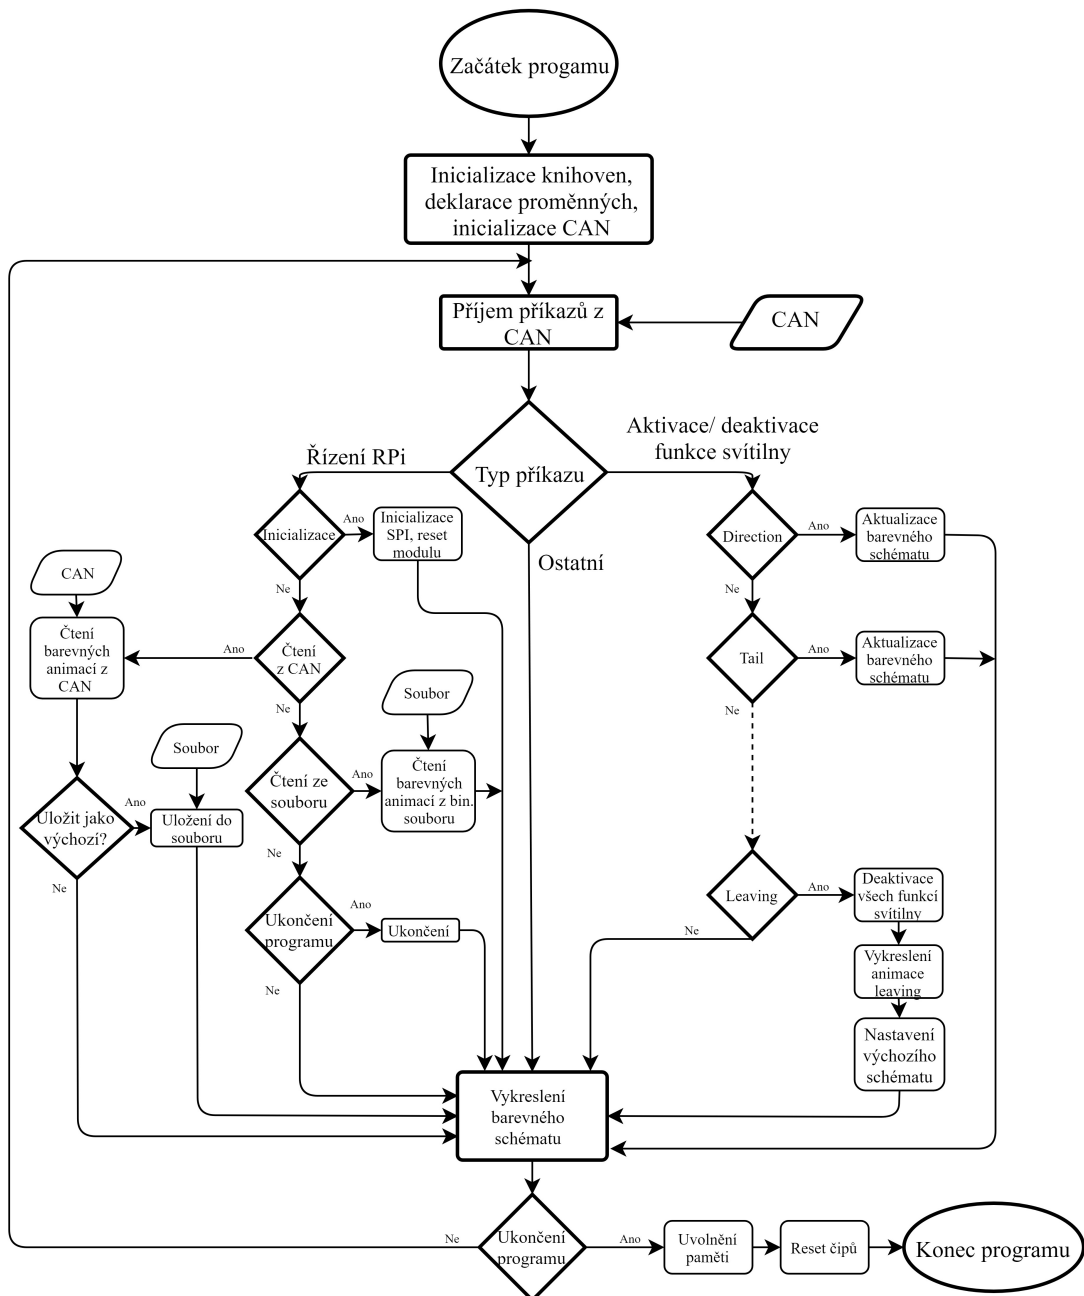 Začátek progamu
Inicializace knihoven,
deklarace proměnných,
inicializace CAN
Příjem příkazů z
CAN
CAN
Typ příkazu
Řízení RPi
Aktivace/ deaktivace
funkce svítilny
Ostatní
Inicializace
Ano
Inicializace
SPI, reset
modulu
Ne
Čtení
z CAN
Ano
CAN
Čtení
barevných
animací z
CAN
Ne
Uložit jako
výchozí?
Ano
Soubor
Uložení do
souboru
Ne
Čtení ze
souboru
Ano
Soubor
Čtení
barevných
animací z bin.
souboru
Ne
Ukončení
programu
Ano
Ukončení
Ne
Direction
Ano
Aktualizace
barevného
schématu
Ne
Tail
Ano
Aktualizace
barevného
schématu
Ne
Leaving
Ano
Deaktivace
všech funkcí
svítilny
Vykreslení
animace
leaving
Nastavení
výchozího
schématu
Ne
Vykreslení
barevného
schématu
Ukončení
programu
Ne
Ano
Uvolnění
paměti
Reset čipů
Konec programu